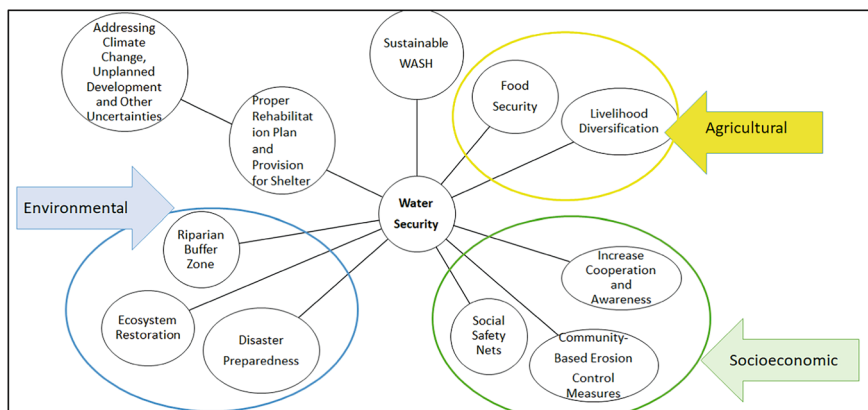 Addressing
Climate
Change,
Unplanned
Development
and Other
Uncertainties
Proper
Rehabilitat
ion Plan
and
Provision
for Shelter
Sustainable
WASH
Food
Security
Livelihood
Diversification
Agricultural
Environmental
Water
Security
Riparian
Buffer
Zone
Ecosystem
Restoration
Disaster
Preparedness
Increase
Cooperation
and
Awareness
Social
Safety
Nets
Community-
Based Erosion
Control
Measures
Socioeconomic